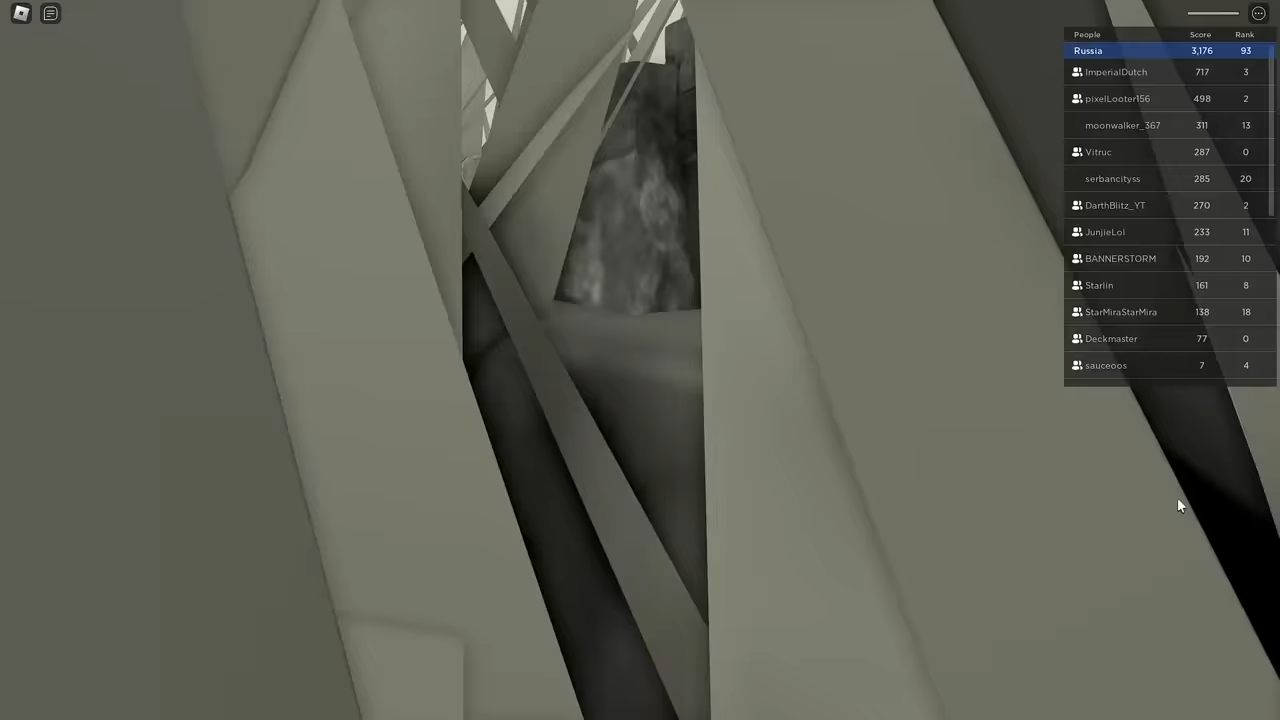 People Score Rank
Russia 3,176 93
ImperialDutch 717 3
pixelLooter156 498 2
moonwalker_367 311 13
Vitruc 287 0
serbancityss 285 20
DarthBlitz_YT 270 2
JunjieLol 233 11
BANNERSTORM 192 10
Starlin 161 8
StarMiraStarMira 138 18
Deckmaster 77 0
sauceoos 7 4